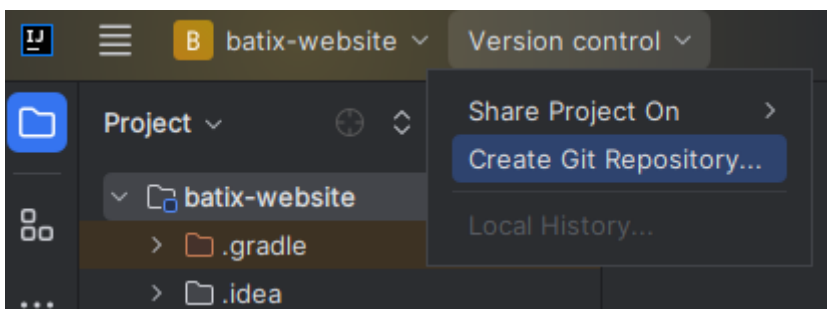 IJ
B batix-website Version control
Project
Share Project On
Create Git Repository...
batix-website
Local History...
.gradle
.idea